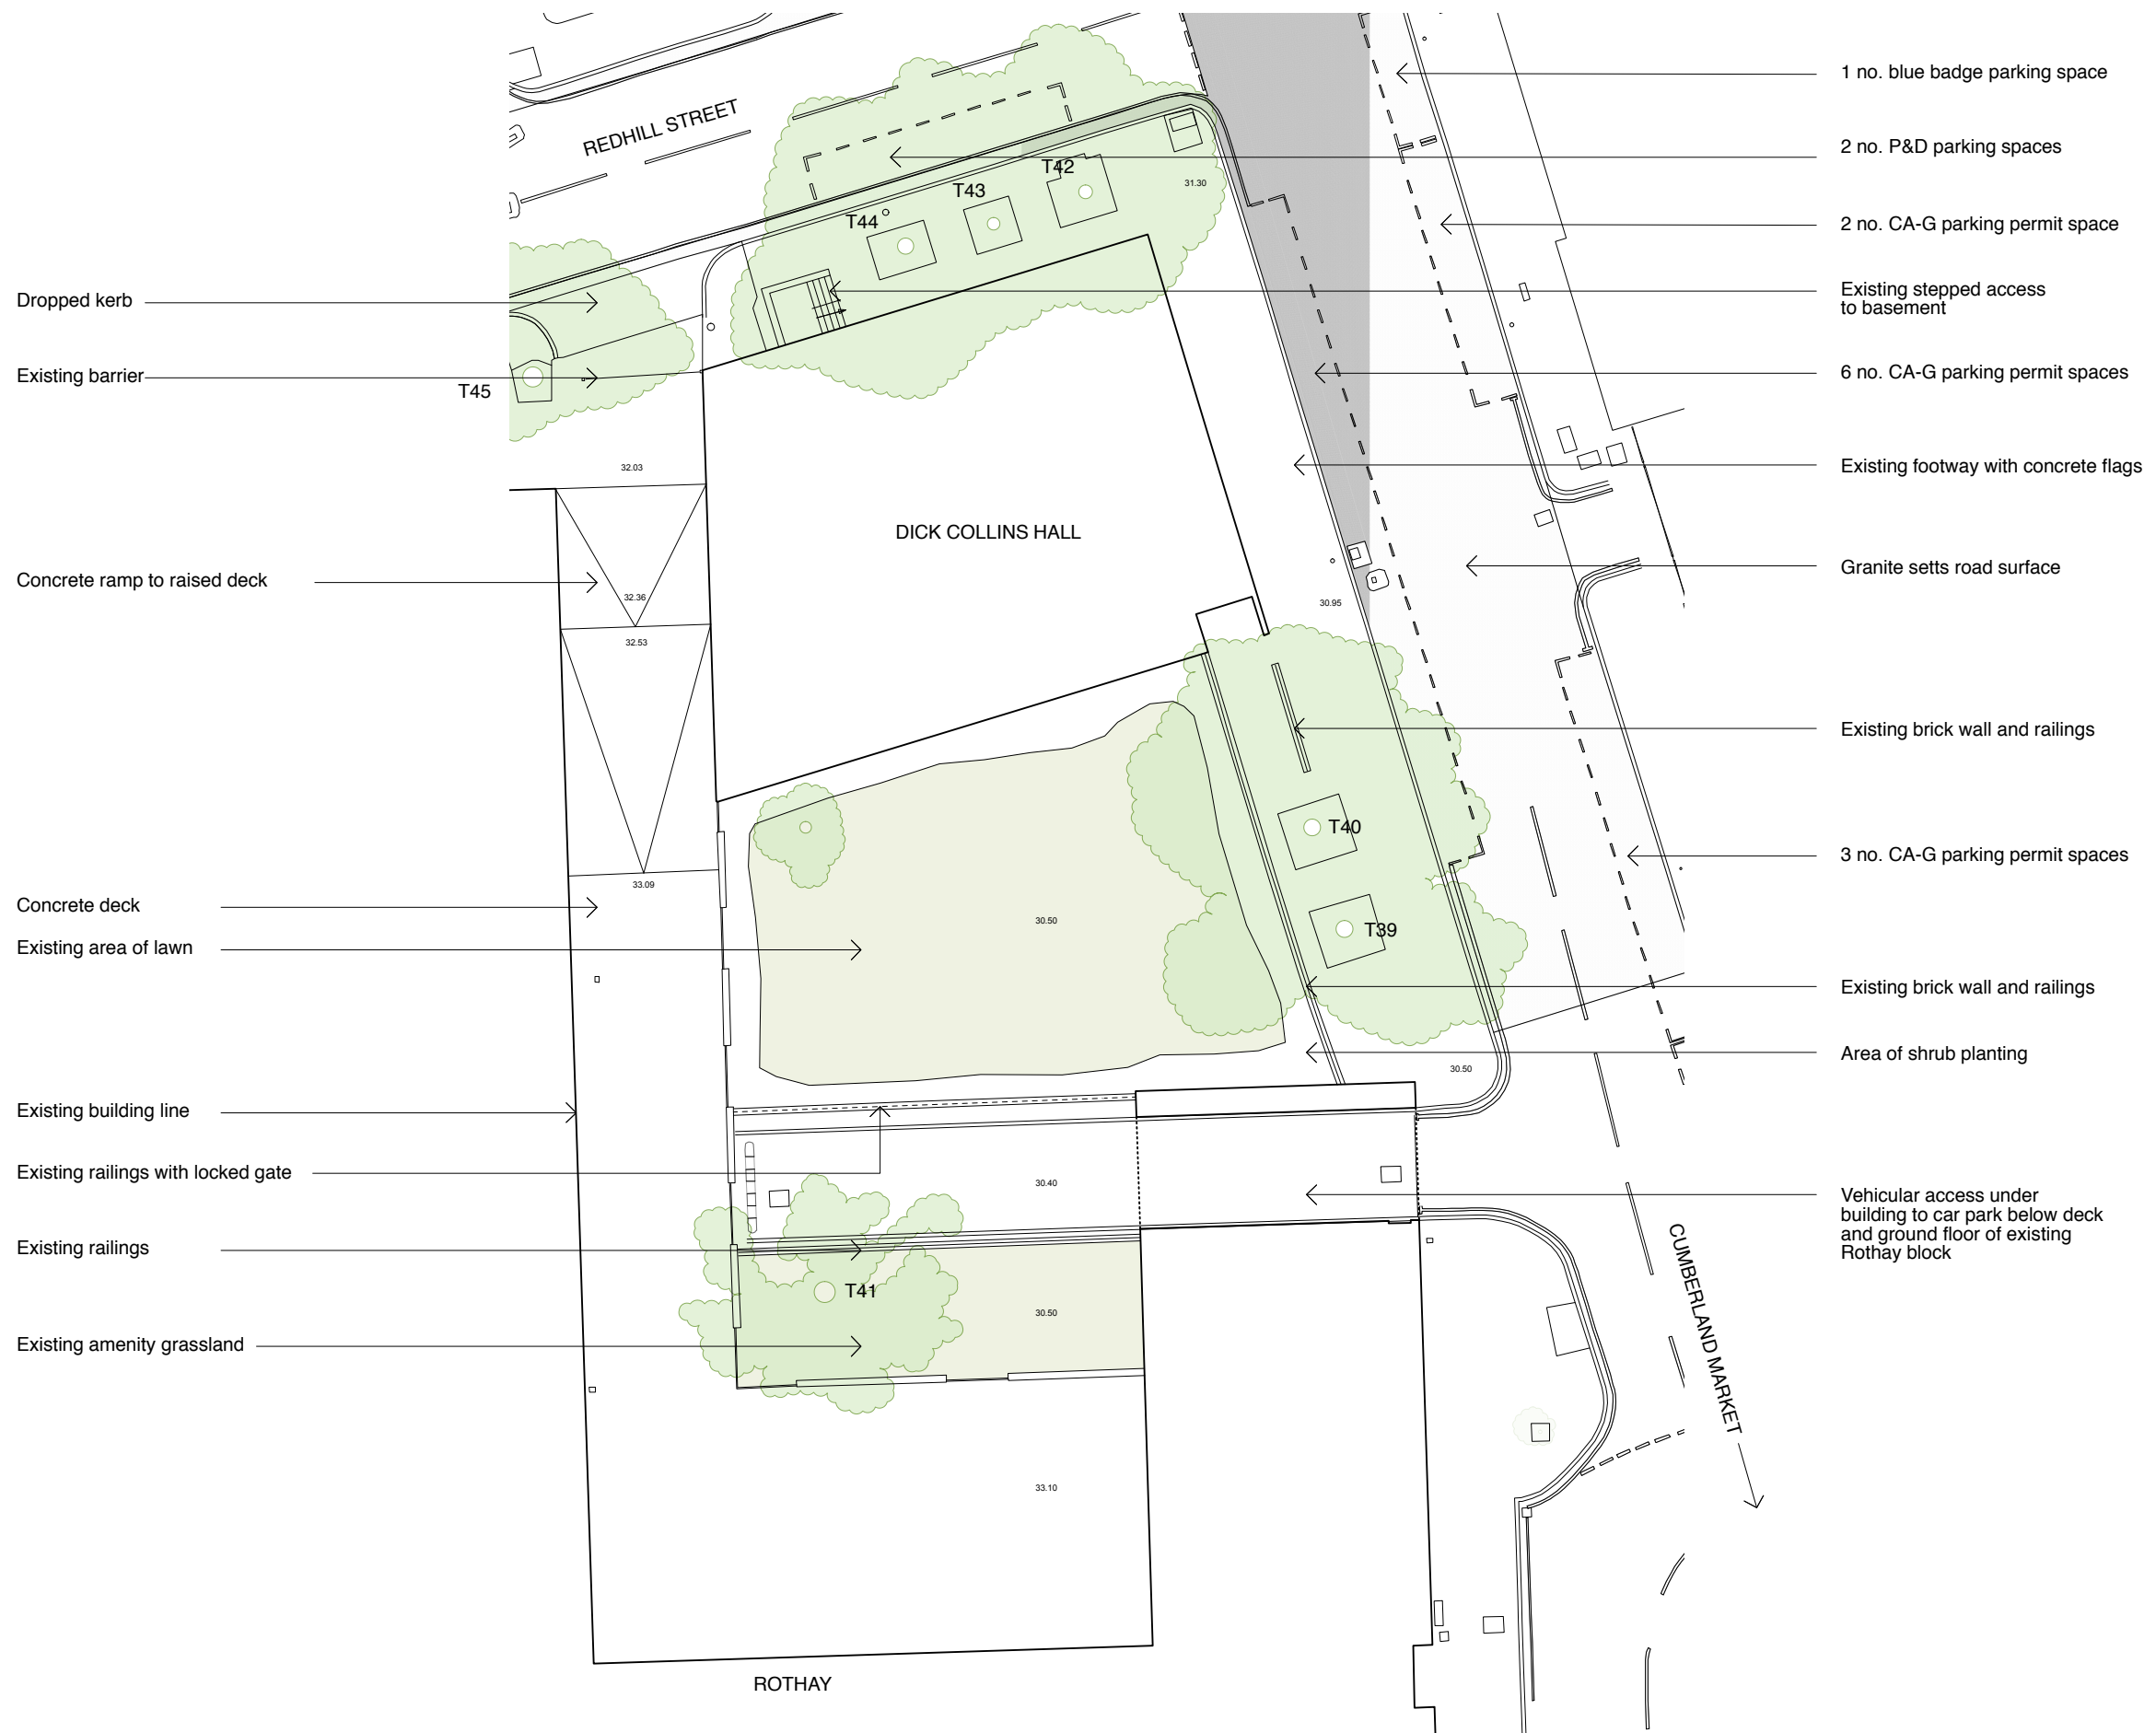 1 no. blue badge parking space
REDHILL STREET
2 no. P&D parking spaces
T42
T43
31.30
T44
2 no. CA-G parking permit space
Existing stepped access
to basement
Dropped kerb
6 no. CA-G parking permit spaces
Existing barrier
T45
32.03
Existing footway with concrete flags
DICK COLLINS HALL
Granite setts road surface
Concrete ramp to raised deck
32.36
30.95
32.53
Existing brick wall and railings
T40
3 no. CA-G parking permit spaces
33.09
Concrete deck
30.50
T39
Existing area of lawn
Existing brick wall and railings
Area of shrub planting
30.50
Existing building line
Existing railings with locked gate
30.40
Vehicular access under
building to car park below deck
and ground floor of existing
Rothay block
Existing railings
T41
30.50
CUMBERLAND MARKET
Existing amenity grassland
33.10
ROTHAY